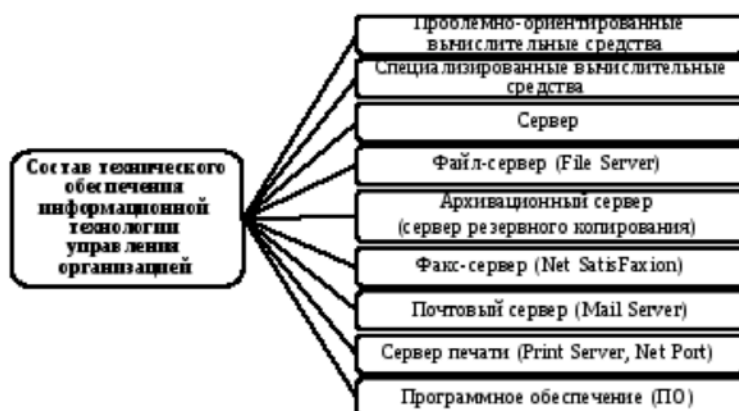 Состав технического
обеспечения
информационной
технологии
управления
организацией
Проблемно-ориентированные
вычислительные средства
Специализированные вычислительные
средства
Сервер
Файл-сервер (File Server)
Архивационный сервер
(сервер резервного копирования)
Факс-сервер (Net SatisFaxion)
Почтовый сервер (Mail Server)
Сервер печати (Print Server, Net Port)
Программное обеспечение (ПО)